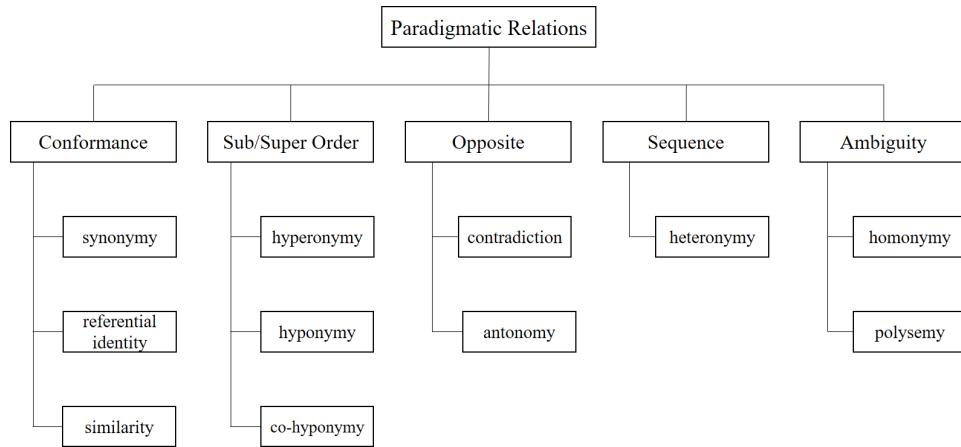 Paradigmatic Relations
Conformance
Sub/Super Order
Opposite
Sequence
Ambiguity
synonymy
hyperonymy
contradiction
heteronymy
homonymy
referential
identity
hyponymy
antonomy
polysemy
similarity
co-hyponymy